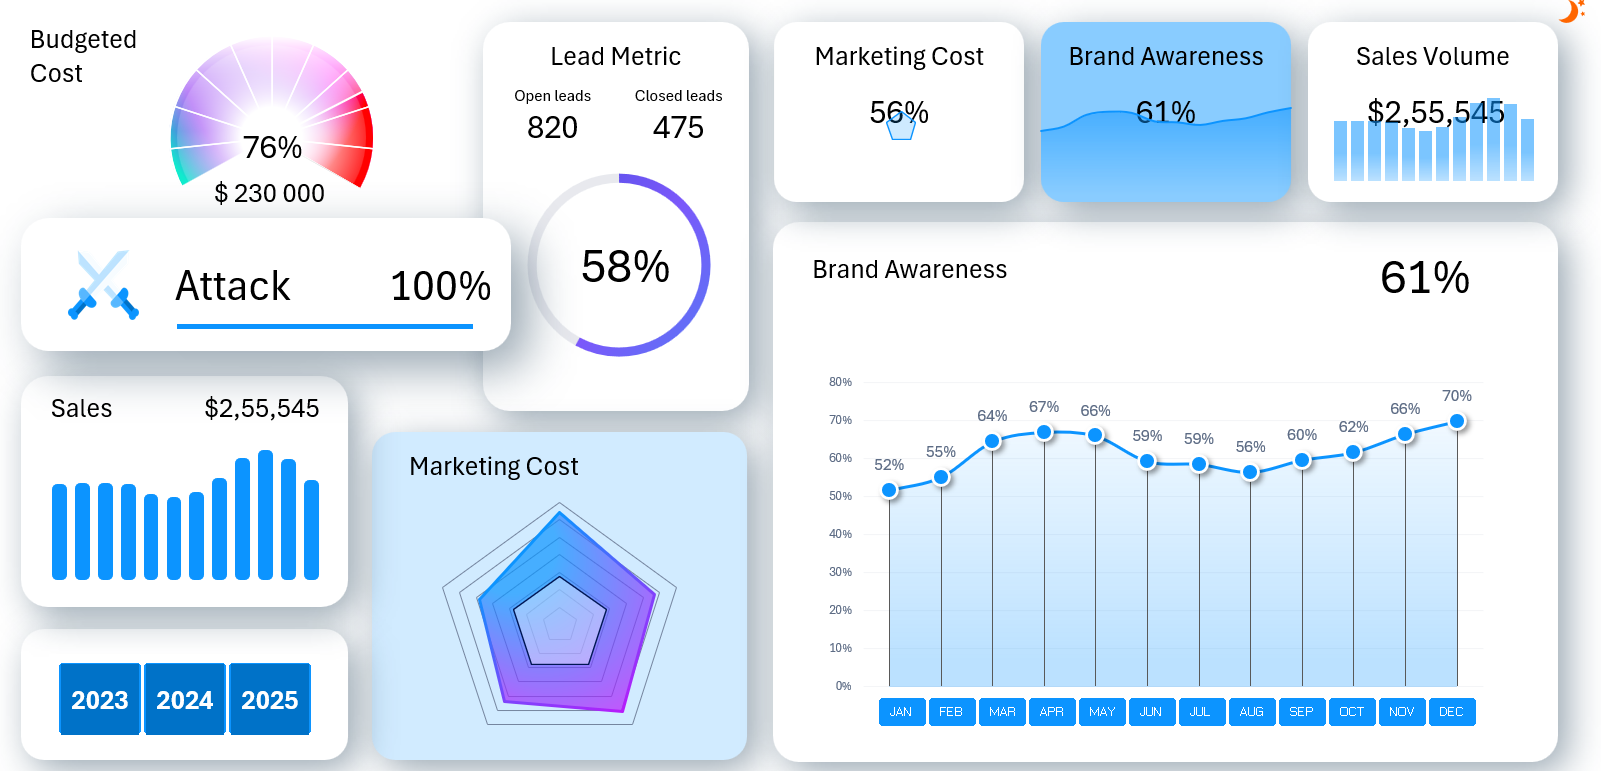 Budgeted
Cost
76%
$ 230 000
Attack
100%
Sales
$2,55,545
2023
2024
2025
Lead Metric
Open leads
Closed leads
820
475
58%
Marketing Cost
Marketing Cost
56%
Brand Awareness
61%
Sales Volume
$2,55,545
Brand Awareness
61%
80%
70%
60%
50%
40%
30%
20%
10%
0%
52%
55%
64%
67%
66%
59%
59%
56%
60%
62%
66%
70%
JAN
FEB
MAR
APR
MAY
JUN
JUL
AUG
SEP
OCT
NOV
DEC